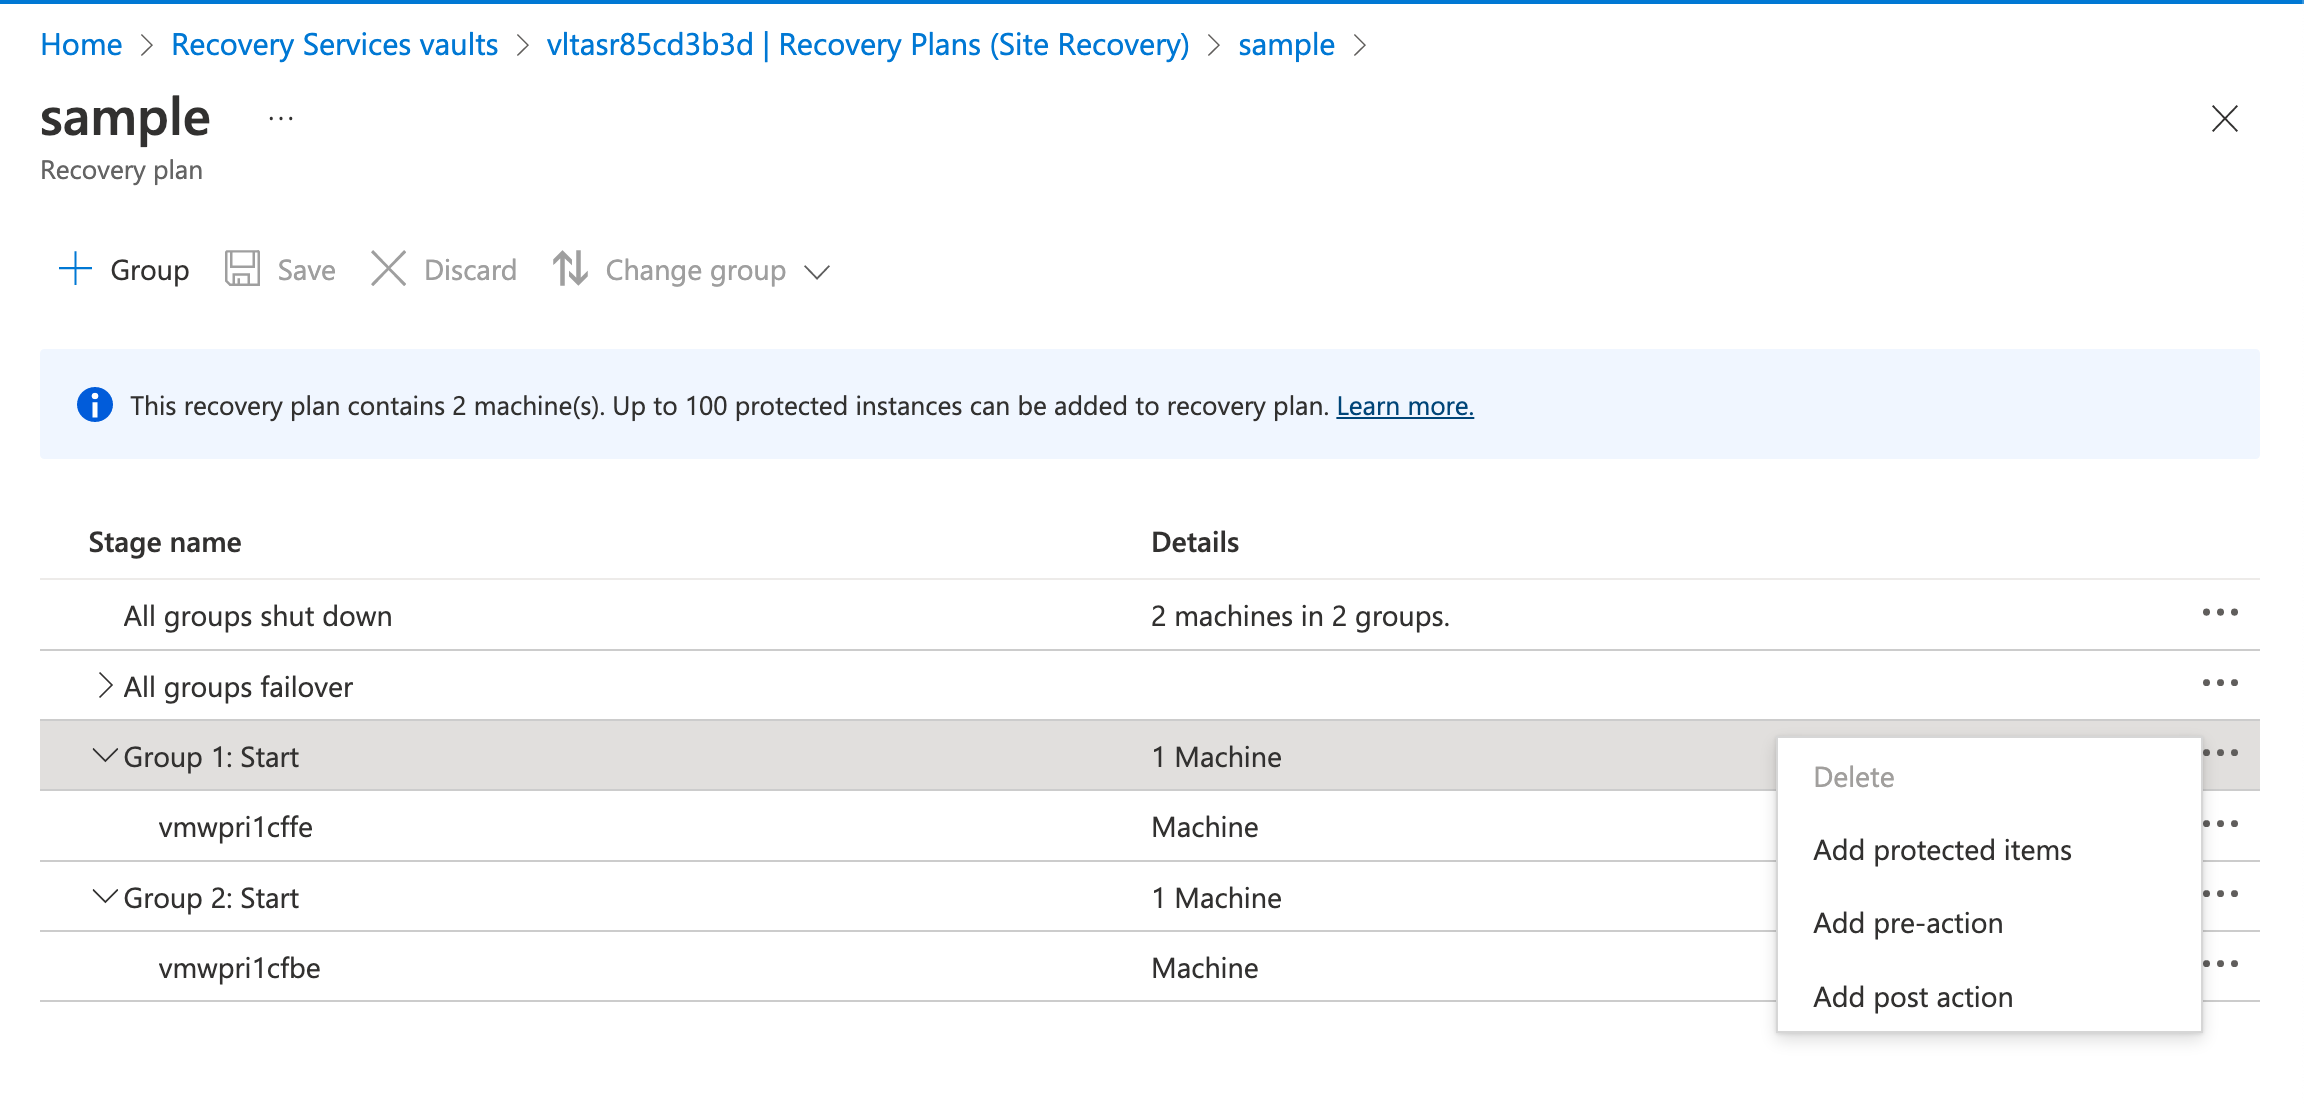 Home > Recovery Services vaults > vltasr85cd3b3d | Recovery Plans (Site Recovery) > sample >
sample ...
Recovery plan
Group Save Discard Change group
This recovery plan contains 2 machine(s). Up to 100 protected instances can be added to recovery plan. Learn more.
Stage name Details
All groups shut down 2 machines in 2 groups.
All groups failover
Group 1: Start 1 Machine
vmwpri1cffe Machine
Group 2: Start 1 Machine
vmwpri1cfbe Machine
Delete
Add protected items
Add pre-action
Add post action